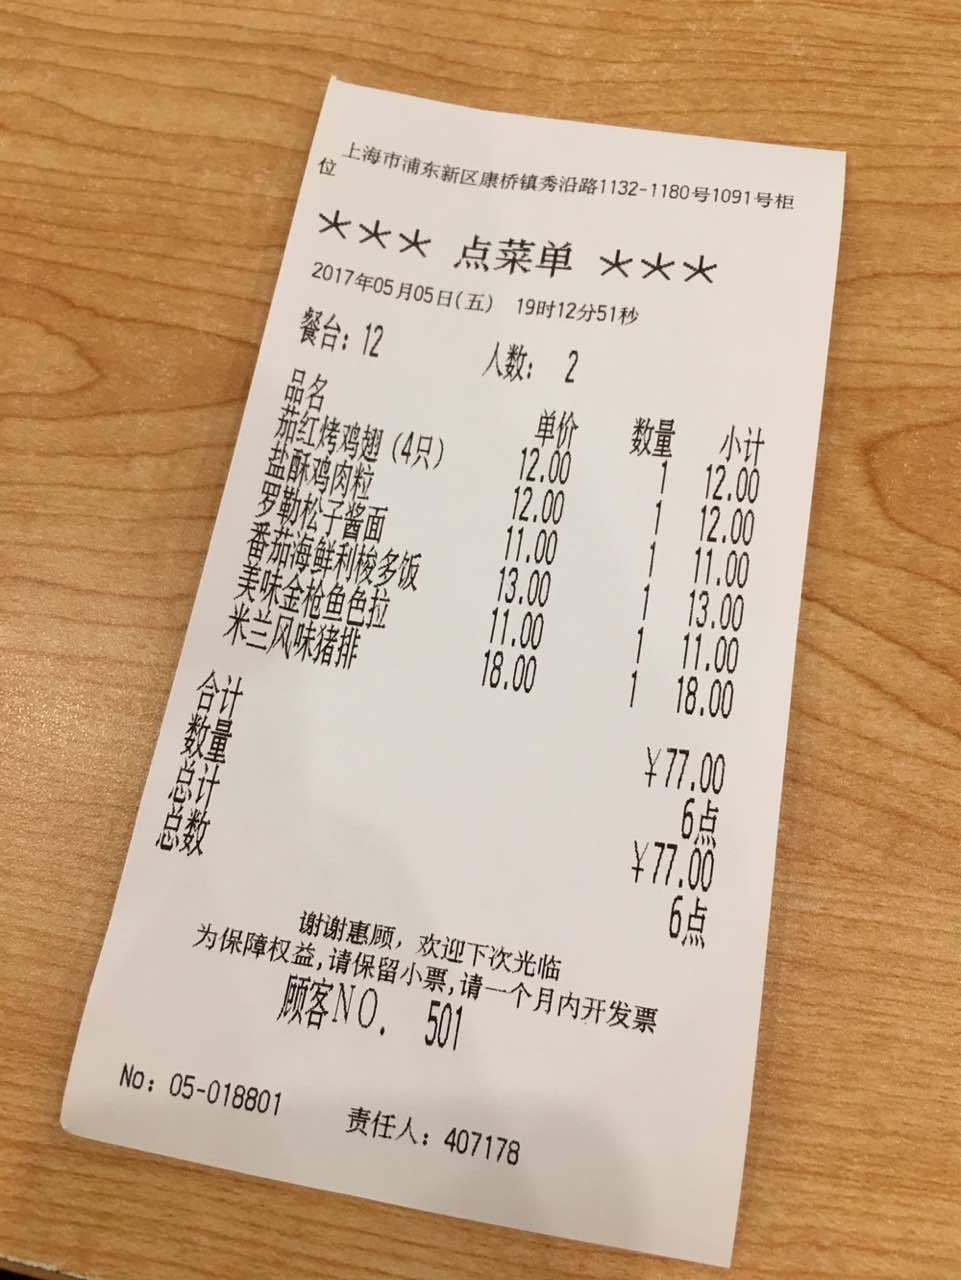 上海市浦东新区康桥镇秀沿路1132-1180号1091号柜
位
*** 点菜单 ***
2017年05月05日(五) 19时12分51秒
餐台: 12 人数: 2
品名 单价 数量 小计
茄红烤鸡翅 (4只) 12.00 1 12.00
盐酥鸡肉粒 12.00 1 12.00
罗勒松子酱面 11.00 1 11.00
番茄海鲜利梭多饭 13.00 1 13.00
美味金枪鱼色拉 11.00 1 11.00
米兰风味猪排 18.00 1 18.00
合计 ¥77.00
数量 6点
总计 ¥77.00
总数 6点
谢谢惠顾，欢迎下次光临
为保障权益,请保留小票,请一个月内开发票
顾客NO. 501
No: 05-018801 责任人: 407178